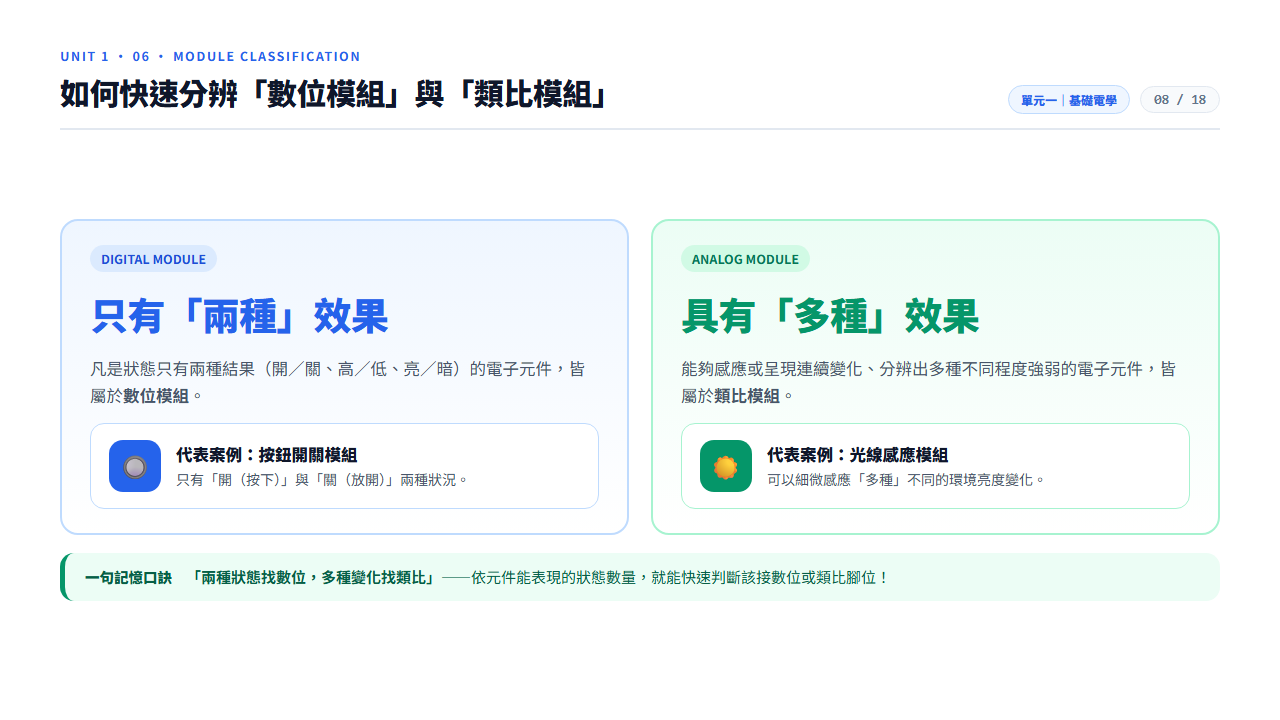 UNIT 1 • 06 • MODULE CLASSIFICATION
如何快速分辨「數位模組」與「類比模組」
單元一｜基礎電學
08 / 18
DIGITAL MODULE
只有「兩種」效果
凡是狀態只有兩種結果（開／關、高／低、亮／暗）的電子元件，皆
屬於數位模組。
代表案例：按鈕開關模組
只有「開（按下）」與「關（放開）」兩種狀況。
ANALOG MODULE
具有「多種」效果
能夠感應或呈現連續變化、分辨出多種不同程度強弱的電子元件，皆
屬於類比模組。
代表案例：光線感應模組
可以細微感應「多種」不同的環境亮度變化。
一句記憶口訣　「兩種狀態找數位，多種變化找類比」——依元件能表現的狀態數量，就能快速判斷該接數位或類比腳位！